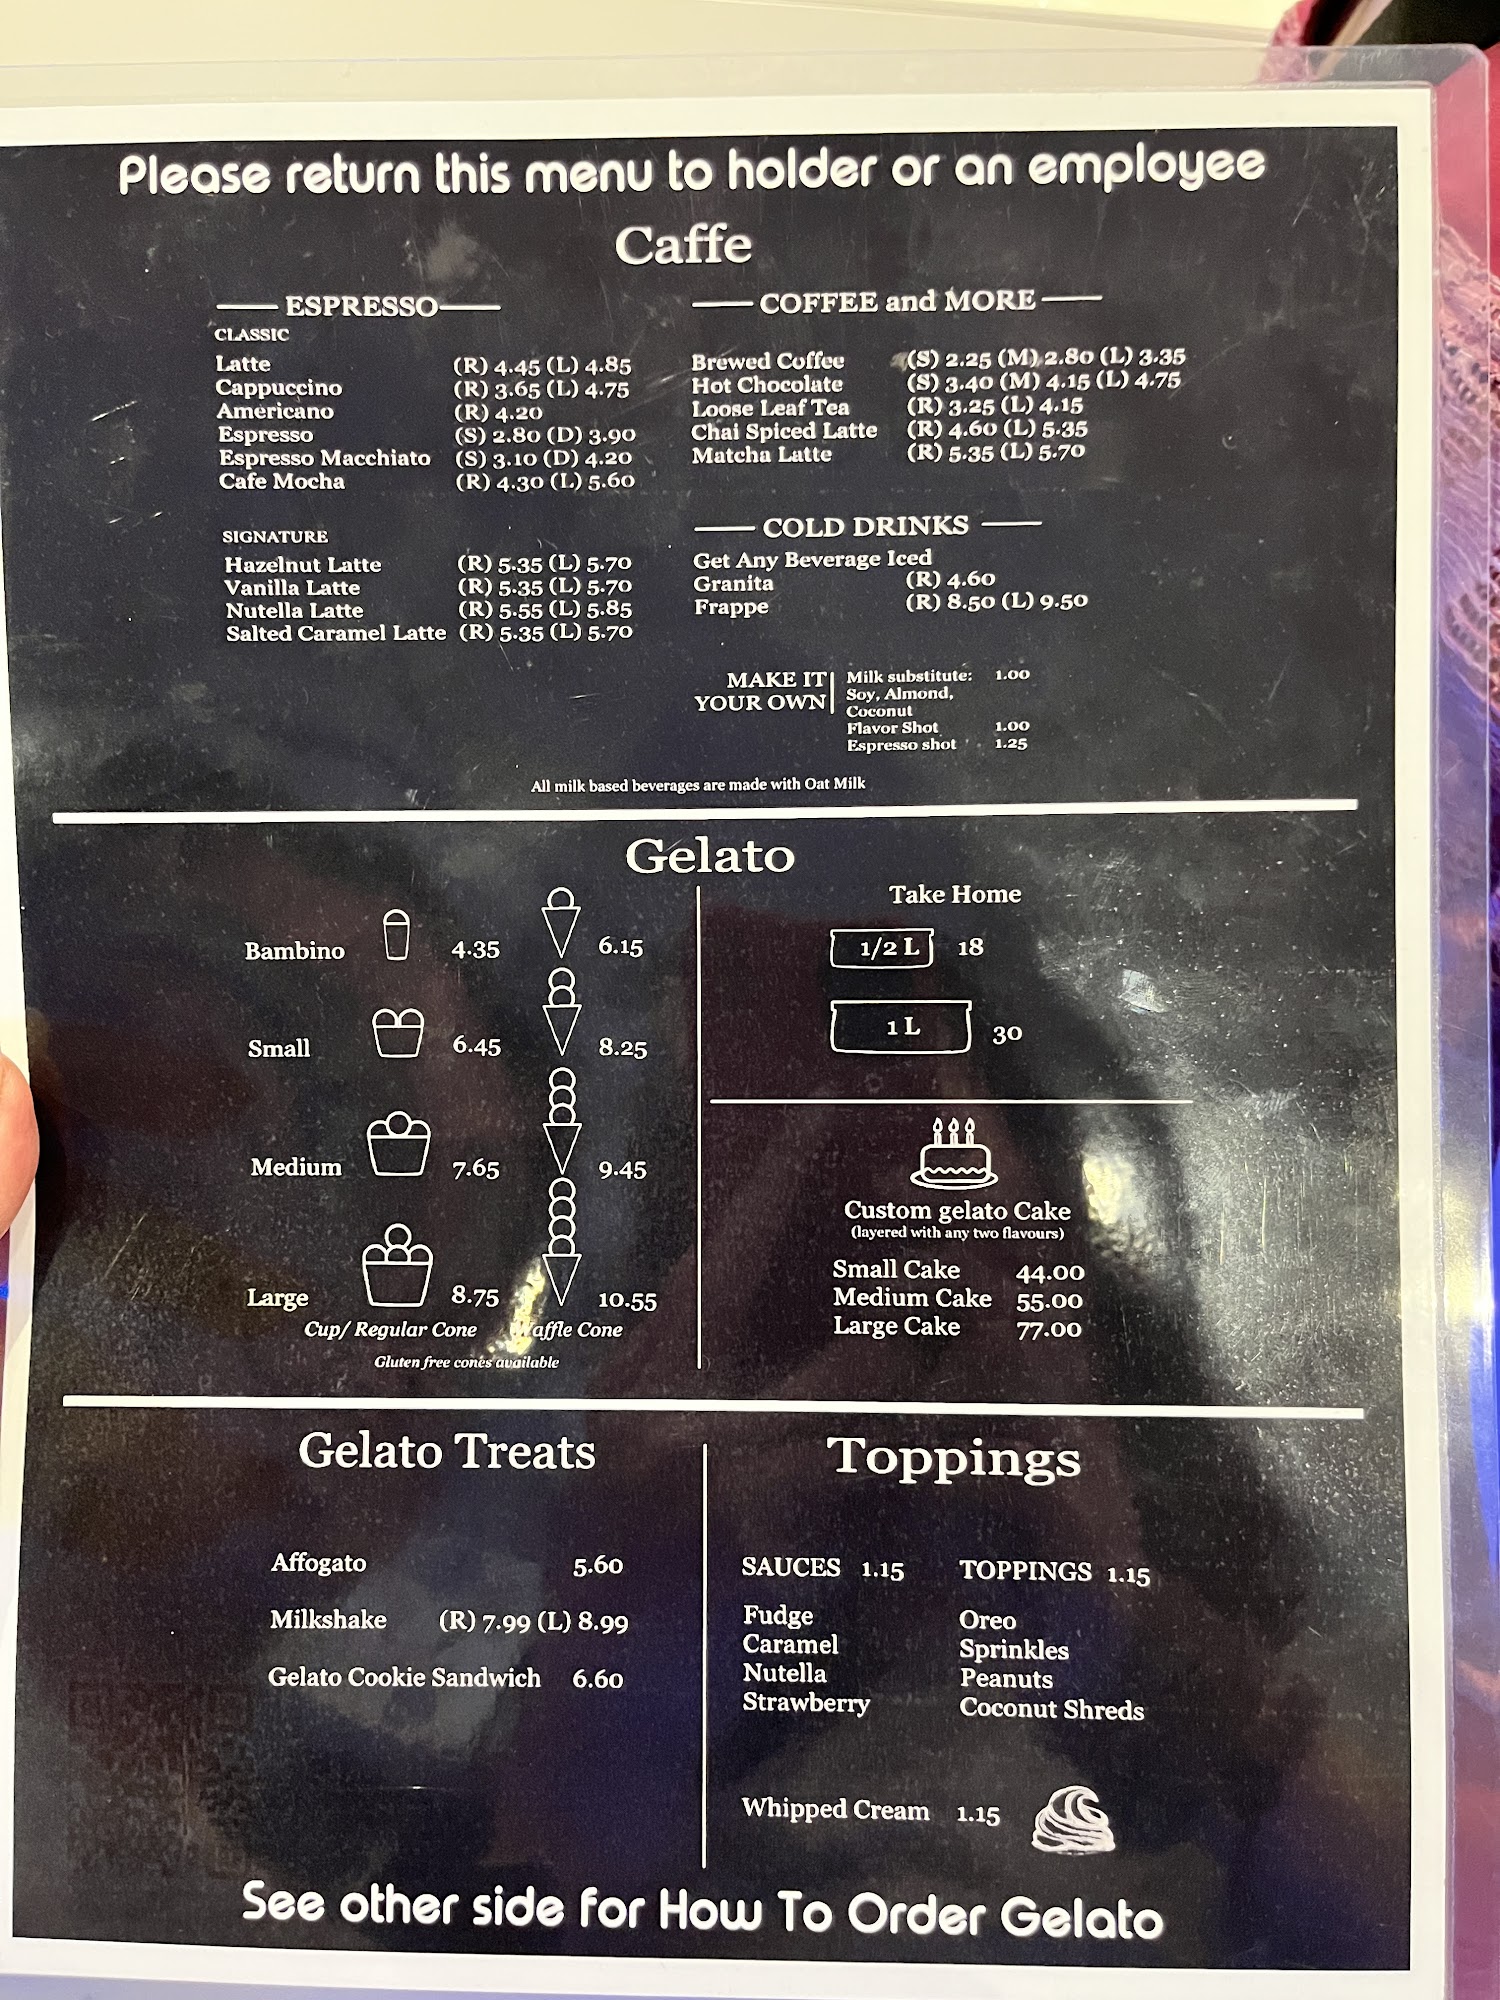 Please return this menu to holder or an employee
Caffe
ESPRESSO
CLASSIC
Latte (R) 4.45 (L) 4.85
Cappuccino (R) 3.65 (L) 4.75
Americano (R) 4.20
Espresso (S) 2.80 (D) 3.90
Espresso Macchiato (S) 3.10 (D) 4.20
Cafe Mocha (R) 4.30 (L) 5.60
SIGNATURE
Hazelnut Latte (R) 5.35 (L) 5.70
Vanilla Latte (R) 5.35 (L) 5.70
Nutella Latte (R) 5.55 (L) 5.85
Salted Caramel Latte (R) 5.35 (L) 5.70
COFFEE and MORE
Brewed Coffee (S) 2.25 (M) 2.80 (L) 3.35
Hot Chocolate (S) 3.40 (M) 4.15 (L) 4.75
Loose Leaf Tea (R) 3.25 (L) 4.15
Chai Spiced Latte (R) 4.60 (L) 5.35
Matcha Latte (R) 5.35 (L) 5.70
COLD DRINKS
Get Any Beverage Iced
Granita (R) 4.60
Frappe (R) 8.50 (L) 9.50
MAKE IT
YOUR OWN
Milk substitute: 1.00
Soy, Almond,
Coconut
Flavor Shot 1.00
Espresso shot 1.25
All milk based beverages are made with Oat Milk
Gelato
Bambino 4.35 6.15
Small 6.45 8.25
Medium 7.65 9.45
Large 8.75 10.55
Cup/ Regular Cone Waffle Cone
Gluten free cones available
Take Home
1/2 L 18
1 L 30
Custom gelato Cake
(layered with any two flavours)
Small Cake 44.00
Medium Cake 55.00
Large Cake 77.00
Gelato Treats
Affogato 5.60
Milkshake (R) 7.99 (L) 8.99
Gelato Cookie Sandwich 6.60
Toppings
SAUCES 1.15
Fudge
Caramel
Nutella
Strawberry
TOPPINGS 1.15
Oreo
Sprinkles
Peanuts
Coconut Shreds
Whipped Cream 1.15
See other side for How To Order Gelato